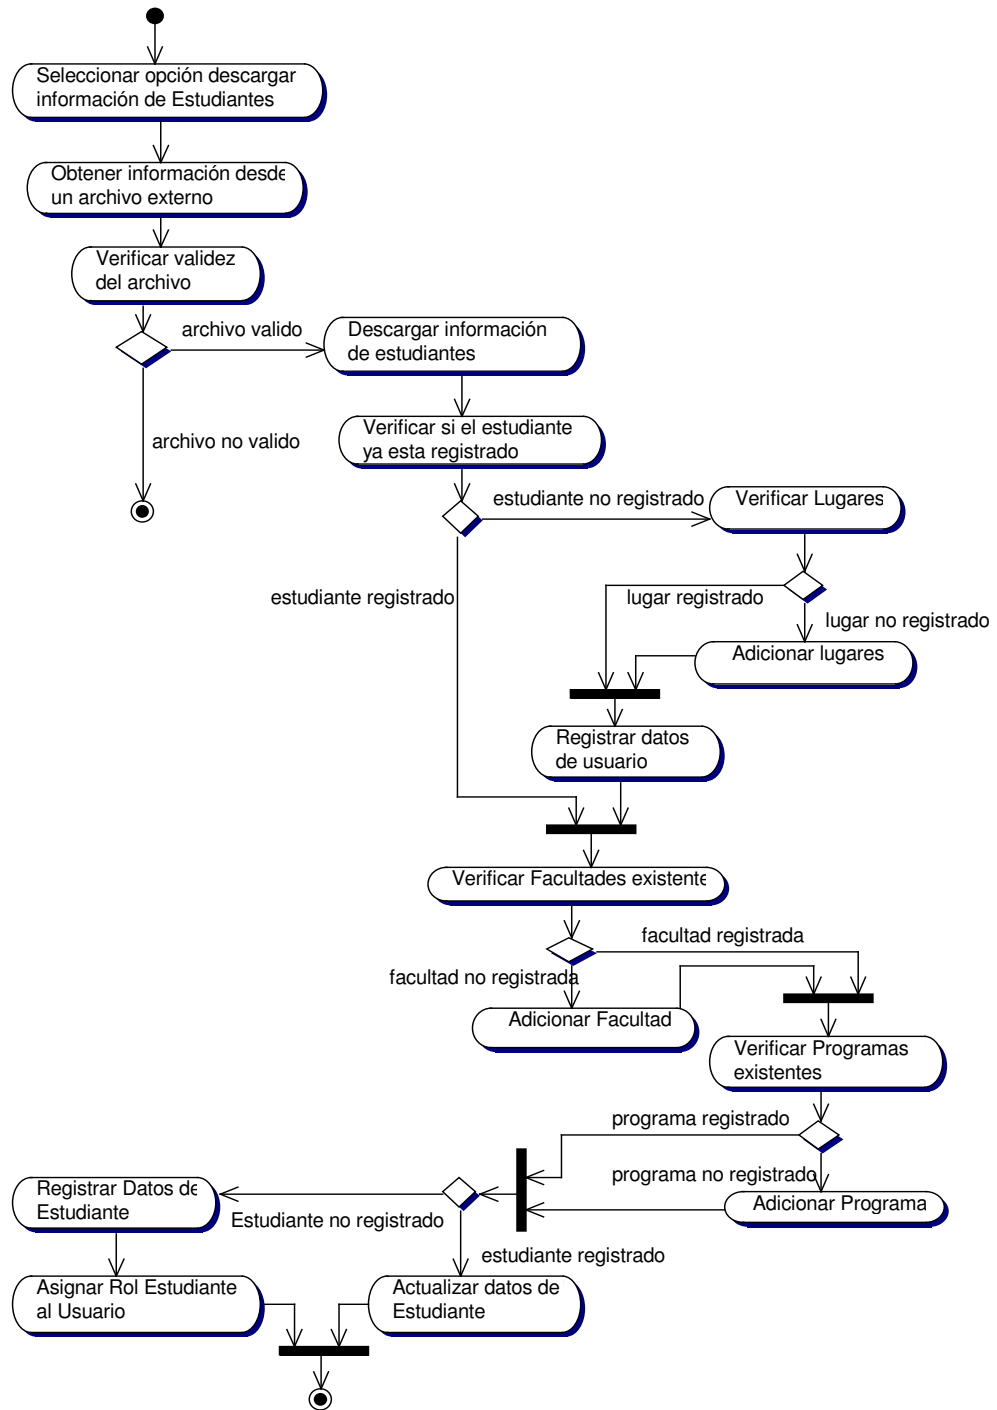 Seleccionar opción descargar
información de Estudiantes
Obtener información desde
un archivo externo
Verificar validez
del archivo
archivo valido
Descargar información
de estudiantes
archivo no valido
Verificar si el estudiante
ya esta registrado
estudiante no registrado
Verificar Lugares
estudiante registrado
lugar registrado
lugar no registrado
Adicionar lugares
Registrar datos
de usuario
Verificar Facultades existente
facultad registrada
facultad no registrada
Adicionar Facultad
Verificar Programas
existentes
programa registrado
programa no registrado
Adicionar Programa
Registrar Datos de
Estudiante
Estudiante no registrado
estudiante registrado
Asignar Rol Estudiante
al Usuario
Actualizar datos de
Estudiante